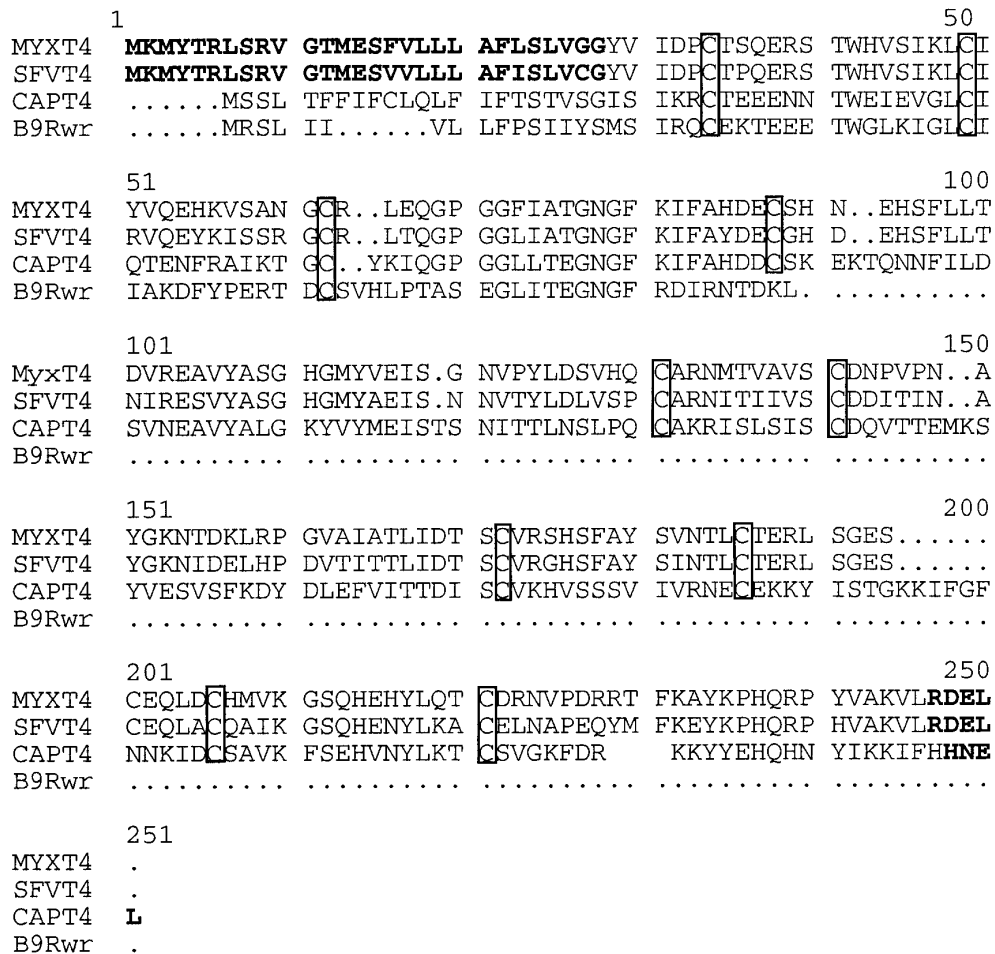 1 50
MYXT4 MKMYTRLSRV GTMESFVLLL AFLSLVGGYV IDPCTSQERS TWHVSIKLCI
SFVT4 MKMYTRLSRV GTMESVVLLL AFISLVCGYV IDPCTPQERS TWHVSIKLCI
CAPT4 ......MSSL TFFIFCLQLF IFTSTVSGIS IKRCTEEENN TWEIEVGLCI
B9Rwr ......MRSL II......VL LFPSIIYSMS IRQCEKTEEE TWGLKIGLCI
51 100
MYXT4 YVQEHKVSAN GCR..LEQGP GGFIATGNGF KIFAHDECSH N..EHSFLLT
SFVT4 RVQEYKISSR GCR..LTQGP GGLIATGNGF KIFAYDECGH D..EHSFLLT
CAPT4 QTENFRAIKT GC..YKIQGP GGLLTEGNGF KIFAHDDCSK EKTQNNFILD
B9Rwr IAKDFYPERT DCSVHLPTAS EGLITEGNGF RDIRNTDKL. ..........
101 150
MyxT4 DVREAVYASG HGMYVEIS.G NVPYLDSVHQ CARNMTVAVS CDNPVPN..A
SFVT4 NIRESVYASG HGMYAEIS.N NVTYLDLVSP CARNITIIVS CDDITIN..A
CAPT4 SVNEAVYALG KYVYMEISTS NITTLNSLPQ CAKRISLSIS CDQVTTEMKS
B9Rwr .......... .......... .......... .......... ..........
151 200
MYXT4 YGKNTDKLRP GVAIATLIDT SCVRSHSFAY SVNTLCTERL SGES......
SFVT4 YGKNIDELHP DVTITTLIDT SCVRGHSFAY SINTLCTERL SGES......
CAPT4 YVESVSFKDY DLEFVITTDI SCVKHVSSSV IVRNECEKKY ISTGKKIFGF
B9Rwr .......... .......... .......... .......... ..........
201 250
MYXT4 CEQLDCHMVK GSQHEHYLQT CDRNVPDRRT FKAYKPHQRP YVAKVLRDEL
SFVT4 CEQLACQAIK GSQHENYLKA CELNAPEQYM FKEYKPHQRP HVAKVLRDEL
CAPT4 NNKIDCSAVK FSEHVNYLKT CSVGKFDR KKYYEHQHN YIKKIFHHNE
B9Rwr .......... .......... .......... .......... ..........
251
MYXT4 .
SFVT4 .
CAPT4 L
B9Rwr .